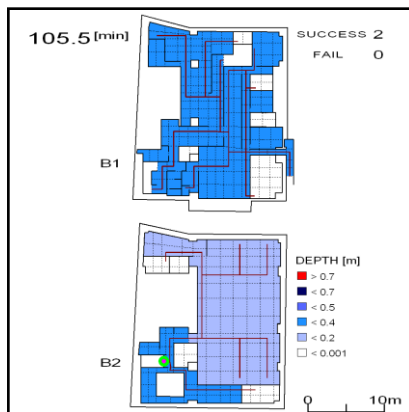 105.5 [min]
SUCCESS 2
FAIL 0
B1
B2
DEPTH [m]
> 0.7
< 0.7
< 0.5
< 0.4
< 0.2
< 0.001
0 10m